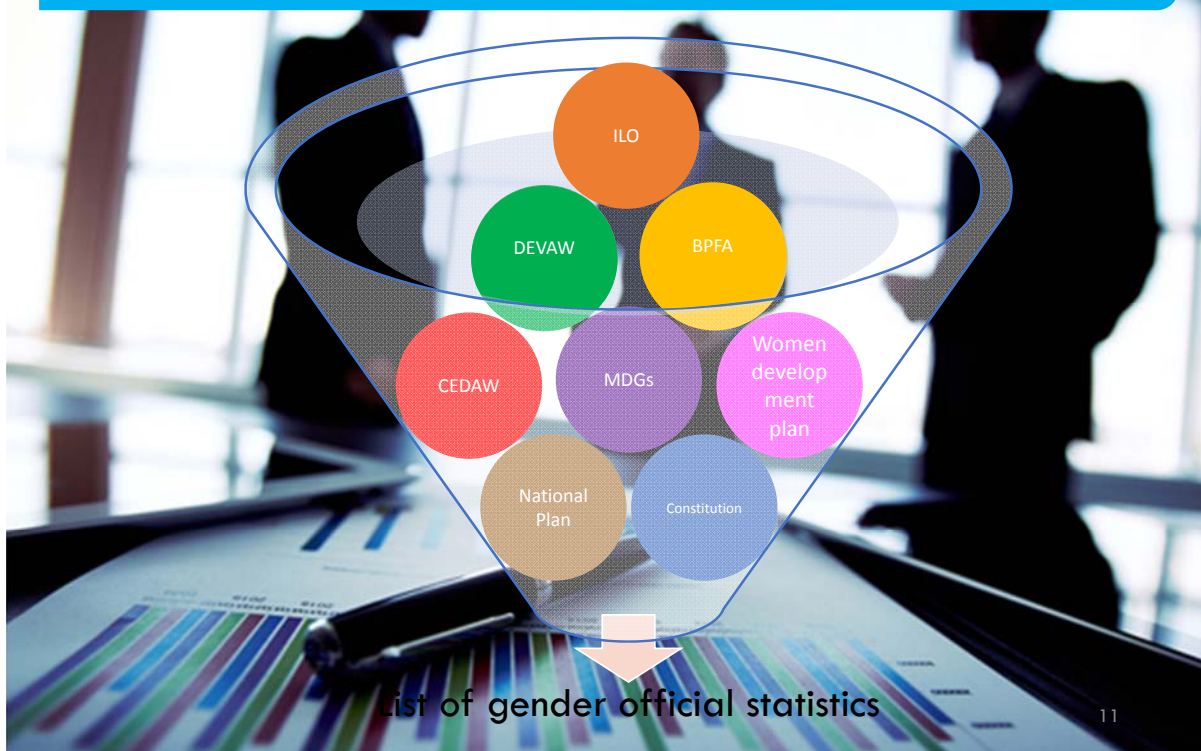 ILO
DEVAW
BPFA
CEDAW
MDGs
Women
develop
ment
plan
National
Plan
Constitution
List of gender official statistics
11